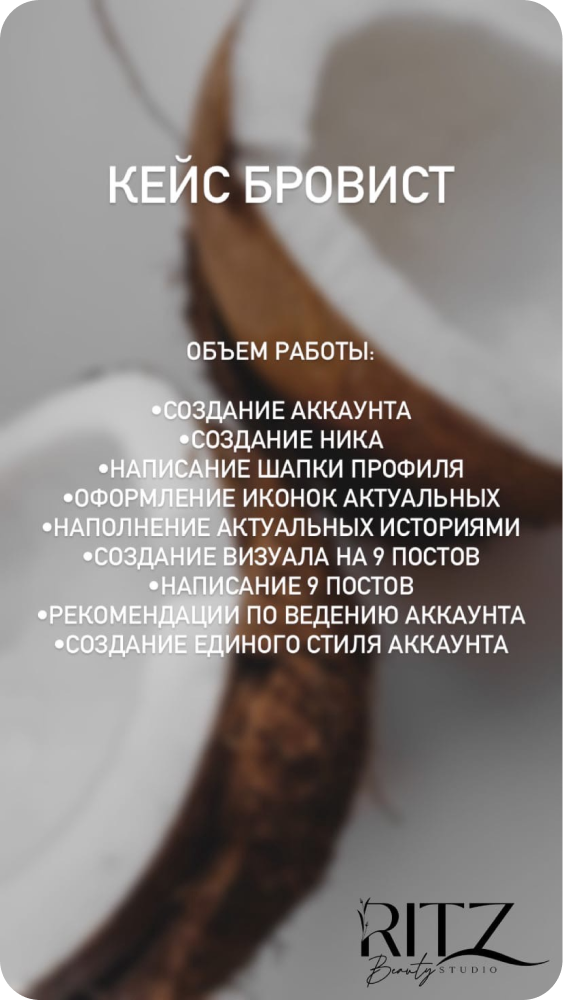 КЕЙС БРОВИСТ
ОБЪЕМ РАБОТЫ:
•СОЗДАНИЕ АККАУНТА
•СОЗДАНИЕ НИКА
•НАПИСАНИЕ ШАПКИ ПРОФИЛЯ
•ОФОРМЛЕНИЕ ИКОНОК АКТУАЛЬНЫХ
•НАПОЛНЕНИЕ АКТУАЛЬНЫХ ИСТОРИЯМИ
•СОЗДАНИЕ ВИЗУАЛА НА 9 ПОСТОВ
•НАПИСАНИЕ 9 ПОСТОВ
•РЕКОМЕНДАЦИИ ПО ВЕДЕНИЮ АККАУНТА
•СОЗДАНИЕ ЕДИНОГО СТИЛЯ АККАУНТА
RITZ
Beauty STUDIO